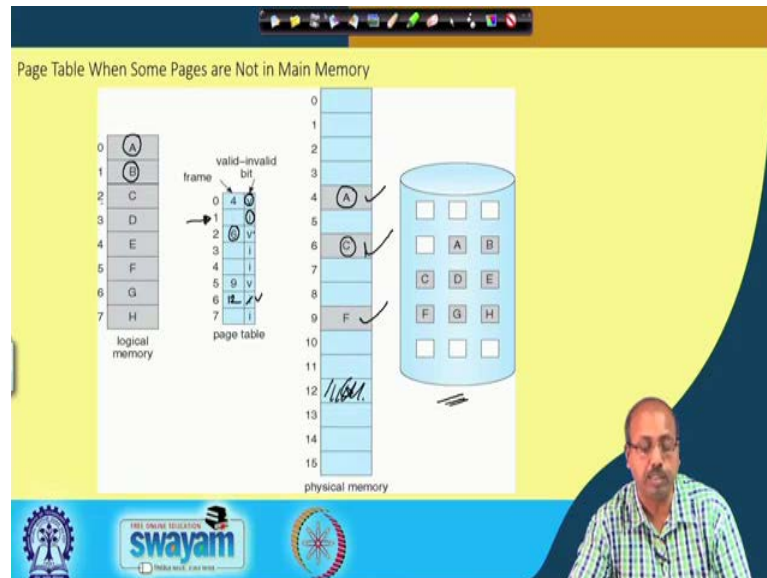 Page Table When Some Pages are Not in Main Memory
0 A
1 B
2 C
3 D
4 E
5 F
6 G
7 H
logical
memory
valid–invalid
bit
frame
0 4 v
1 i
2 6 v
3 i
4 i
5 9 v
6 12
7 i
page table
0
1
2
3
4 A
5
6 C
7
8
9 F
10
11
12
13
14
15
physical memory
A B
C D E
F G H
FREE ONLINE EDUCATION
swayam